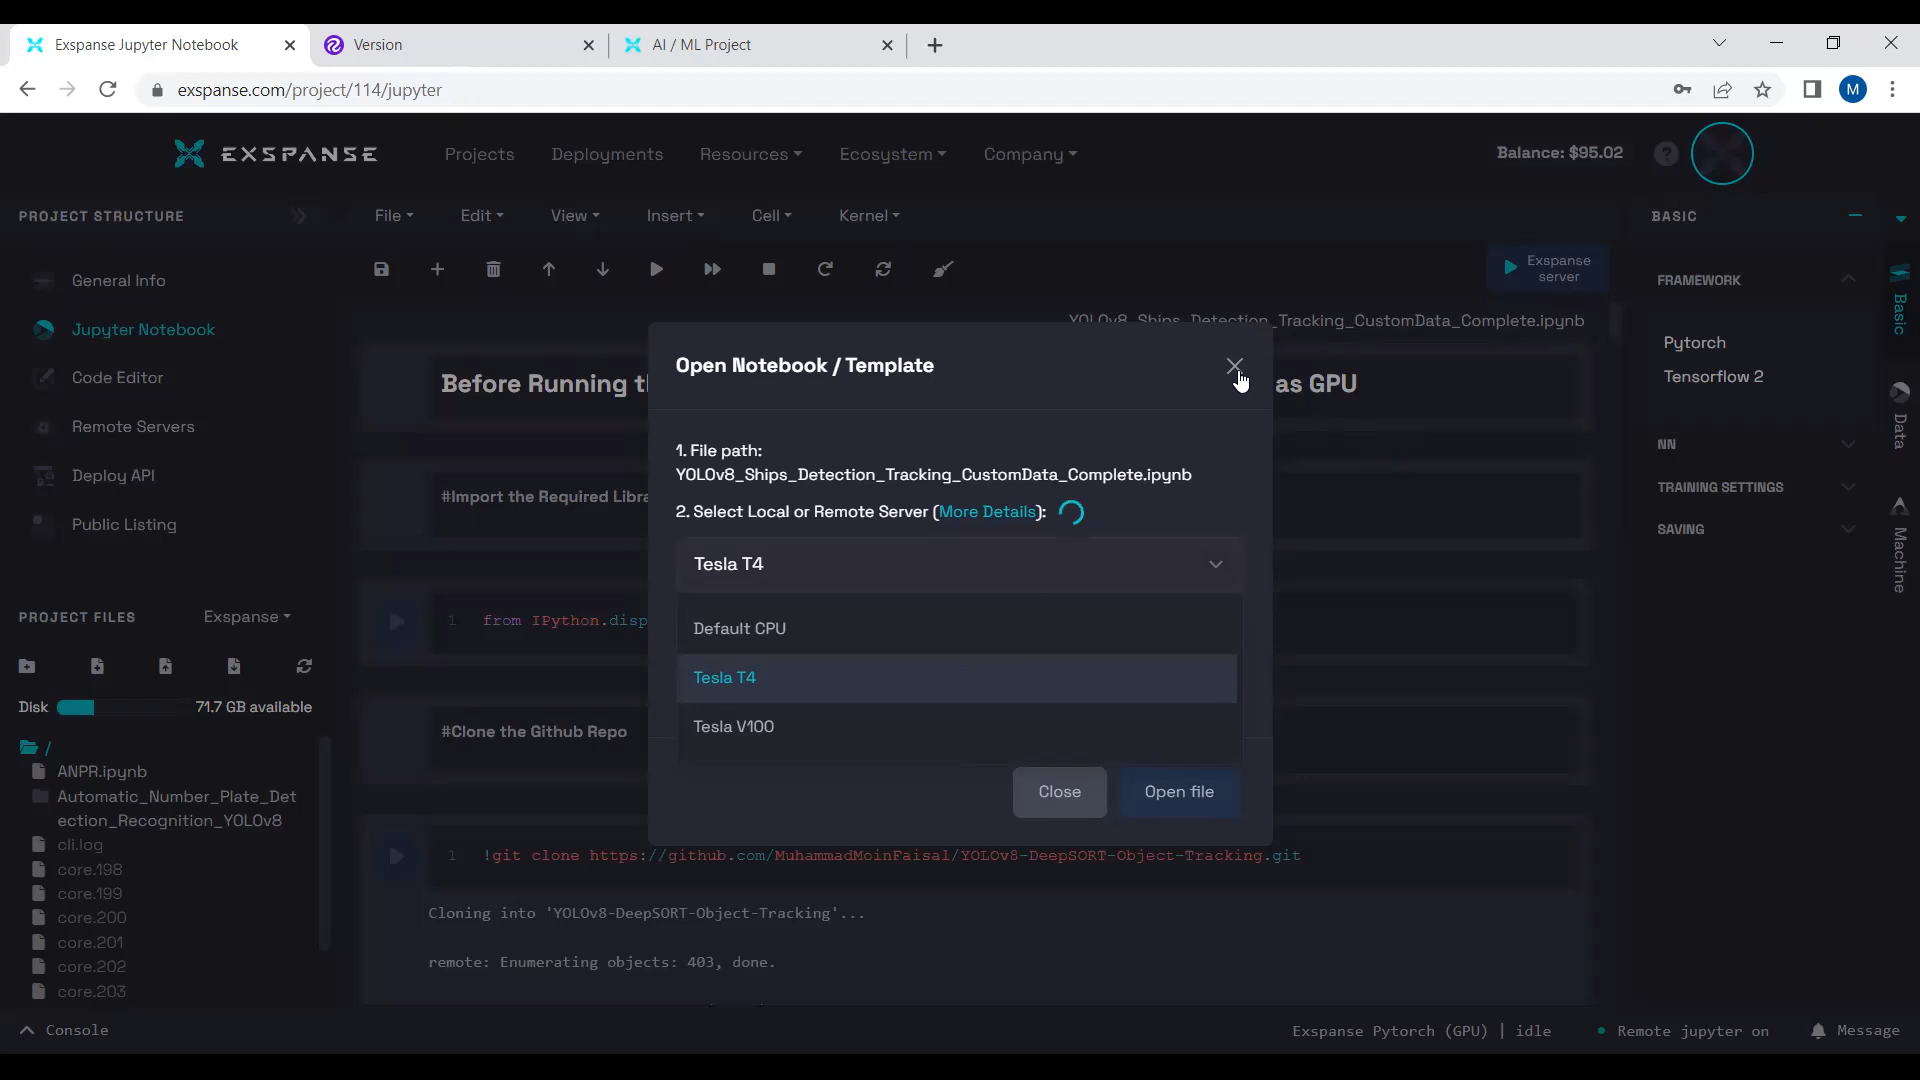 Exspanse Jupyter Notebook
Version
AI / ML Project
exspanse.com/project/114/jupyter
M
EXSPANSE
Projects
Deployments
Resources
Ecosystem
Company
Balance: $95.02
?
PROJECT STRUCTURE
File
Edit
View
Insert
Cell
Kernel
BASIC
General Info
Jupyter Notebook
Code Editor
Remote Servers
Deploy API
Public Listing
Exspanse
server
YOLOv8_Ships_Detection_Tracking_CustomData_Complete.ipynb
Before Running t
as GPU
#Import the Required Libra
1 from IPython.disp
#Clone the Github Repo
1 !git clone https://github.com/MuhammadMoinFaisal/YOLOv8-DeepSORT-Object-Tracking.git
Cloning into 'YOLOv8-DeepSORT-Object-Tracking'...
remote: Enumerating objects: 403, done.
Open Notebook / Template
1. File path:
YOLOv8_Ships_Detection_Tracking_CustomData_Complete.ipynb
2. Select Local or Remote Server (More Details):
Tesla T4
Default CPU
Tesla T4
Tesla V100
Close
Open file
FRAMEWORK
Pytorch
Tensorflow 2
NN
TRAINING SETTINGS
SAVING
Basic
Data
Machine
PROJECT FILES
Exspanse
Disk
71.7 GB available
/
ANPR.ipynb
Automatic_Number_Plate_Det
ection_Recognition_YOLOv8
cli.log
core.198
core.199
core.200
core.201
core.202
core.203
Console
Exspanse Pytorch (GPU) | idle
Remote jupyter on
Message